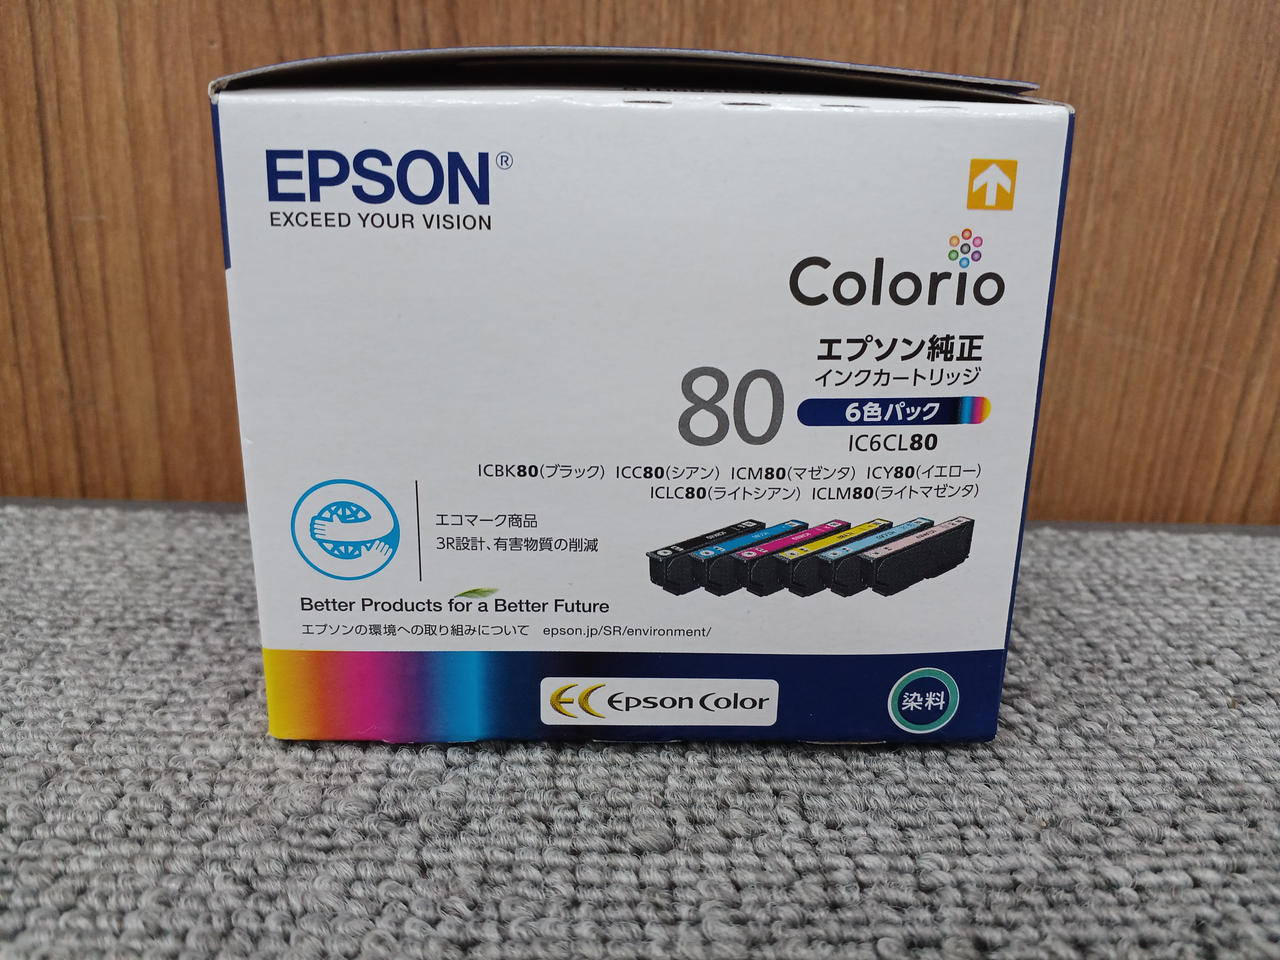 EPSON®
EXCEED YOUR VISION
Colorio
エプソン純正
インクカートリッジ
80
6色パック
IC6CL80
ICBK80(ブラック) ICC80(シアン) ICM80(マゼンタ) ICY80(イエロー)
ICLC80(ライトシアン) ICLM80(ライトマゼンタ)
エコマーク商品
3R設計、有害物質の削減
Better Products for a Better Future
エプソンの環境への取り組みについて epson.jp/SR/environment/
EC Epson Color
染料